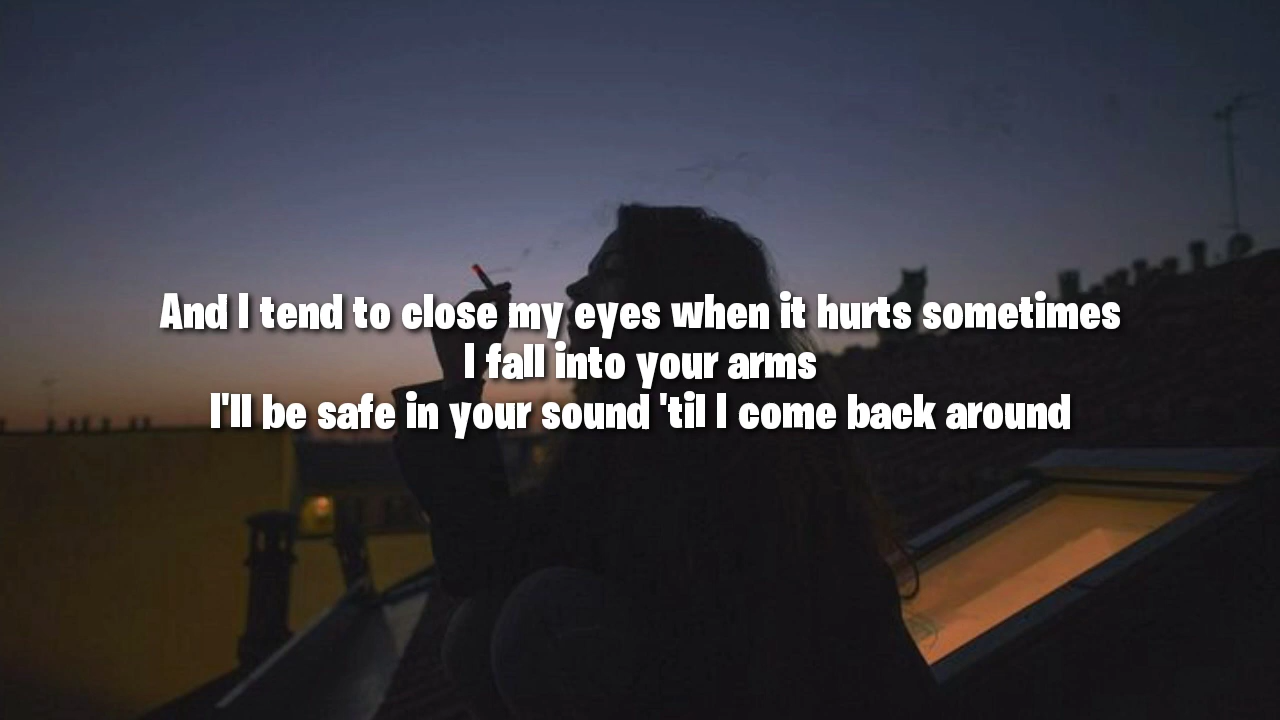 And I tend to close my eyes when it hurts sometimes
I fall into your arms
I'll be safe in your sound 'til I come back around